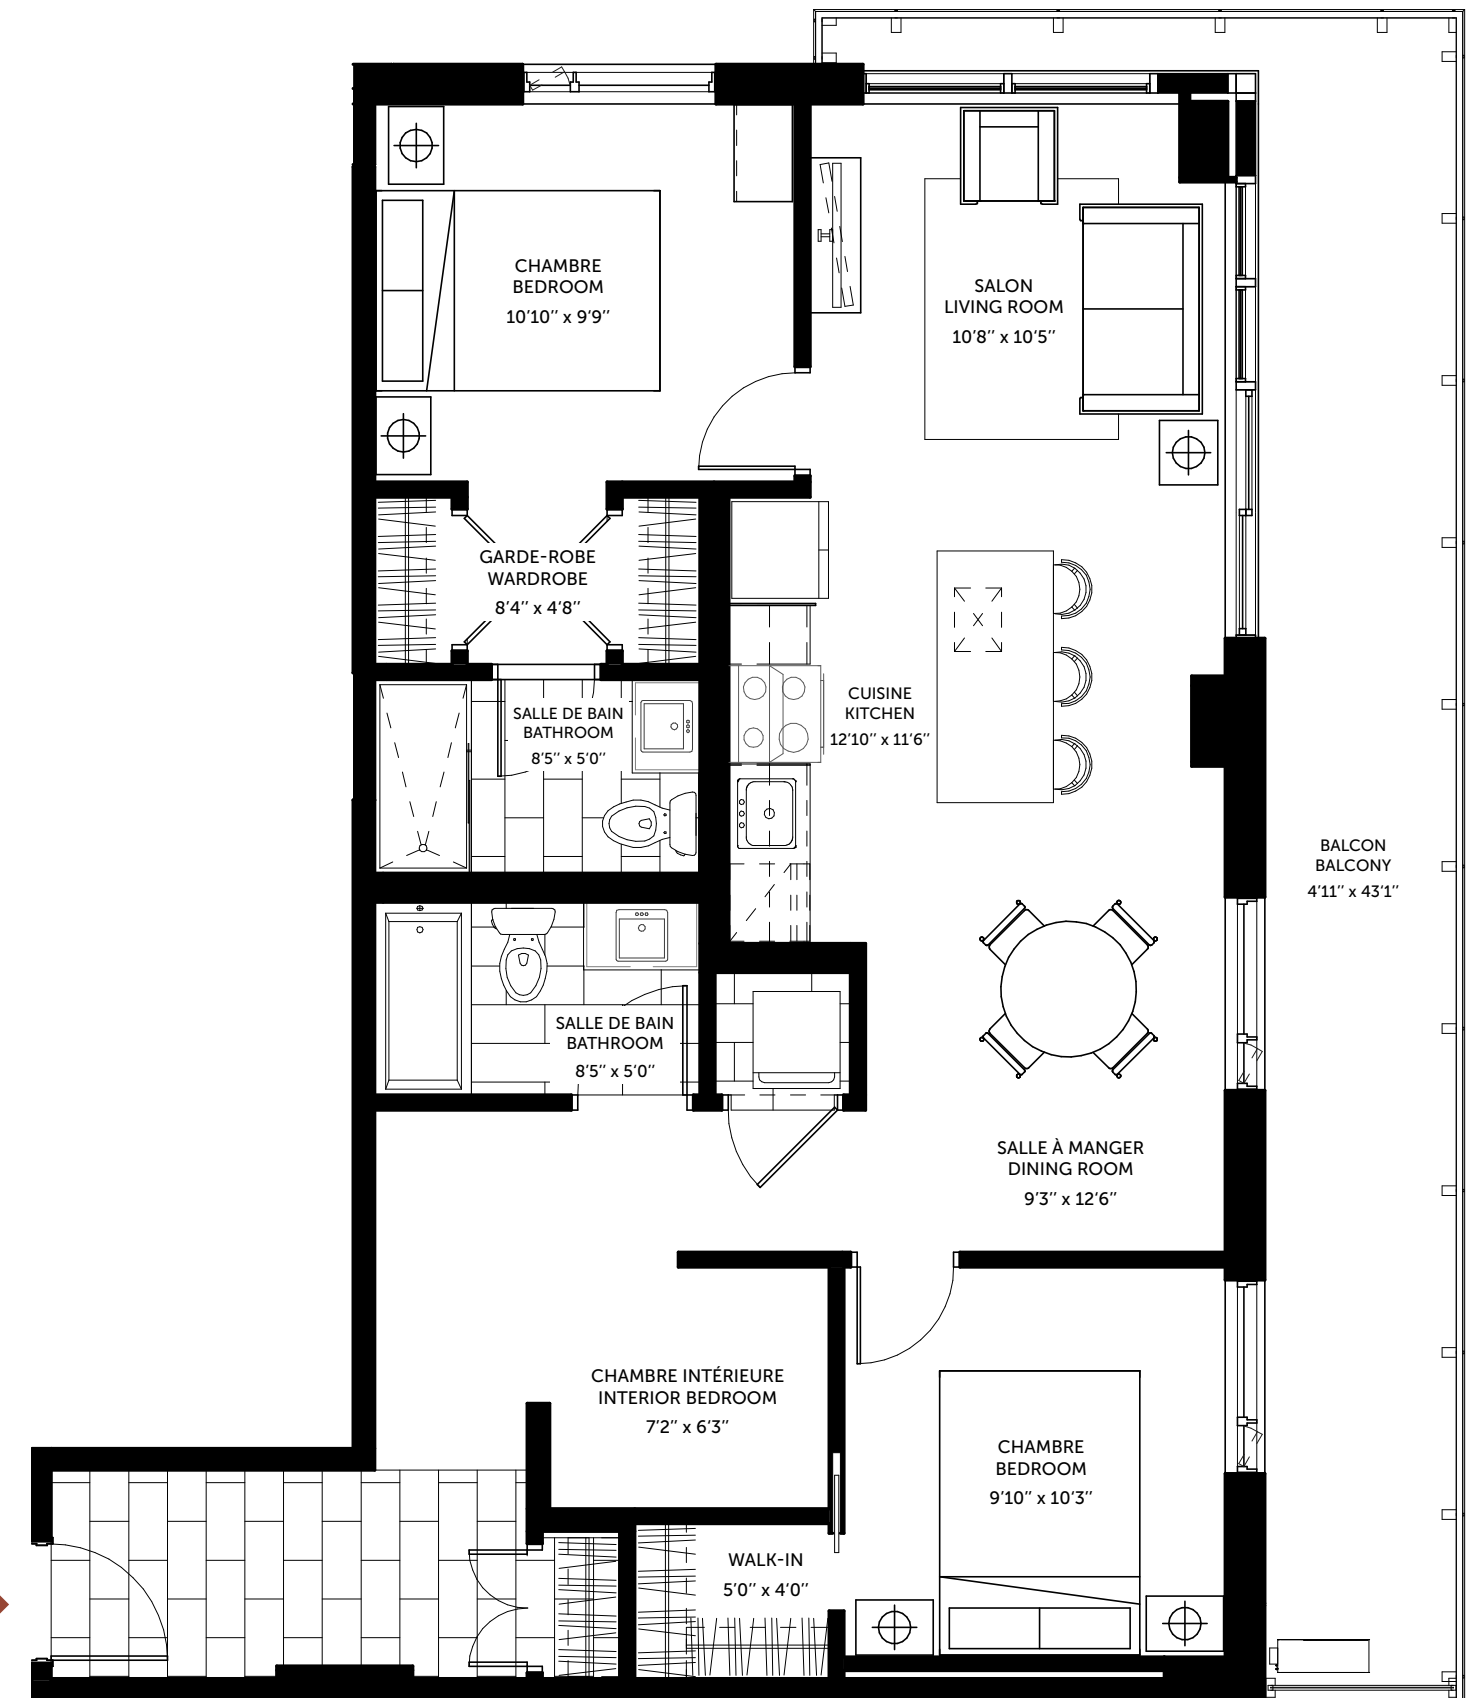 CHAMBRE
BEDROOM
10'10'' x 9'9''
SALON
LIVING ROOM
10'8'' x 10'5''
GARDE-ROBE
WARDROBE
8'4'' x 4'8''
SALLE DE BAIN
BATHROOM
8'5'' x 5'0''
CUISINE
KITCHEN
12'10'' x 11'6''
BALCON
BALCONY
4'11'' x 43'1''
SALLE DE BAIN
BATHROOM
8'5'' x 5'0''
SALLE À MANGER
DINING ROOM
9'3'' x 12'6''
CHAMBRE INTÉRIEURE
INTERIOR BEDROOM
7'2'' x 6'3''
CHAMBRE
BEDROOM
9'10'' x 10'3''
WALK-IN
5'0'' x 4'0''